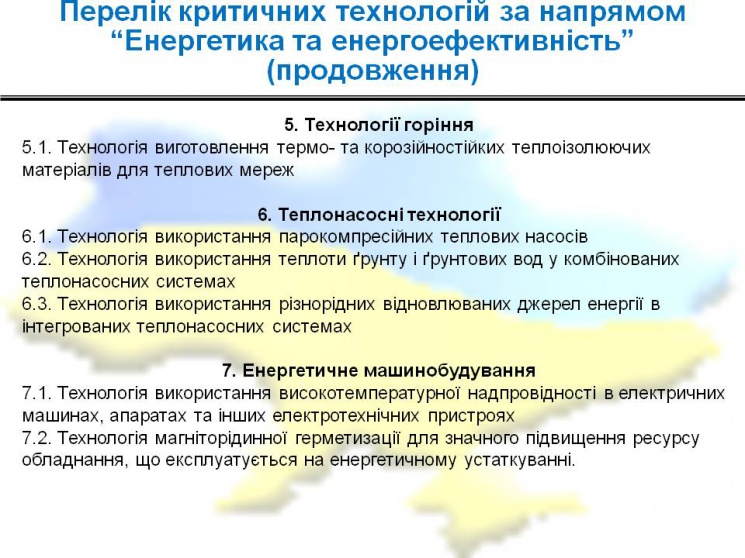 Перелік критичних технологій за напрямом
“Енергетика та енергоефективність”
(продовження)
5. Технології горіння
5.1. Технологія виготовлення термо- та корозійностійких теплоізолюючих
матеріалів для теплових мереж
6. Теплонасосні технології
6.1. Технологія використання парокомпресійних теплових насосів
6.2. Технологія використання теплоти ґрунту і ґрунтових вод у комбінованих
теплонасосних системах
6.3. Технологія використання різнорідних відновлюваних джерел енергії в
інтегрованих теплонасосних системах
7. Енергетичне машинобудування
7.1. Технологія використання високотемпературної надпровідності в електричних
машинах, апаратах та інших електротехнічних пристроях
7.2. Технологія магніторідинної герметизації для значного підвищення ресурсу
обладнання, що експлуатується на енергетичному устаткуванні.